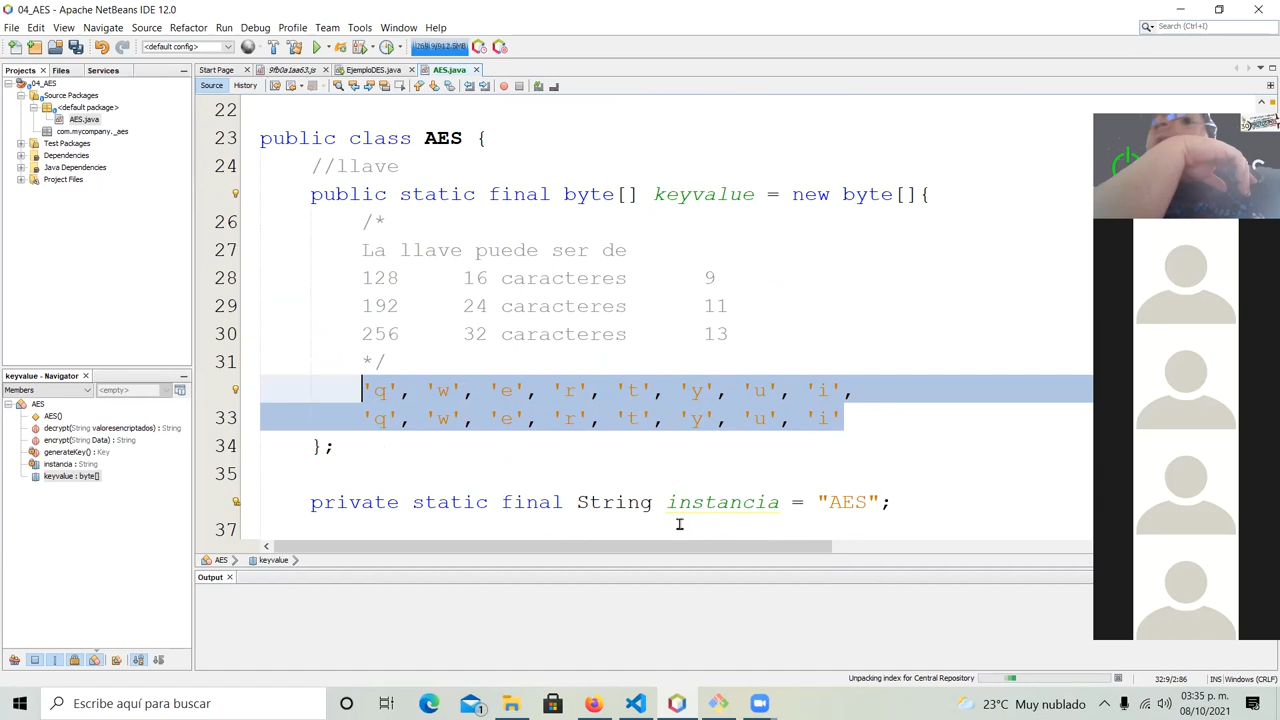 04_AES - Apache NetBeans IDE 12.0
File Edit View Navigate Source Refactor Run Debug Profile Team Tools Window Help
Search (Ctrl+I)
<default config>
Projects Files Services
Start Page 9fb0a1aa63.js EjemploDES.java AES.java
Source History
04_AES
Source Packages
<default package>
AES.java
com.mycompany._aes
Test Packages
Dependencies
Java Dependencies
Project Files
22
23 public class AES {
24 //llave
public static final byte[] keyvalue = new byte[]{
26 /*
27 La llave puede ser de
28 128 16 caracteres 9
29 192 24 caracteres 11
30 256 32 caracteres 13
31 */
'q', 'w', 'e', 'r', 't', 'y', 'u', 'i',
33 'q', 'w', 'e', 'r', 't', 'y', 'u', 'i'
34 };
35
private static final String instancia = "AES";
37
keyvalue - Navigator
Members <empty>
AES
AES()
decrypt(String valoresencriptados) : String
encrypt(String Data) : String
generateKey() : Key
instancia : String
keyvalue : byte[]
AES keyvalue
Output
Unpacking index for Central Repository
32:9/2:86 INS Windows (CRLF)
Escribe aquí para buscar
1
23°C Muy nublado
03:35 p. m.
08/10/2021
2